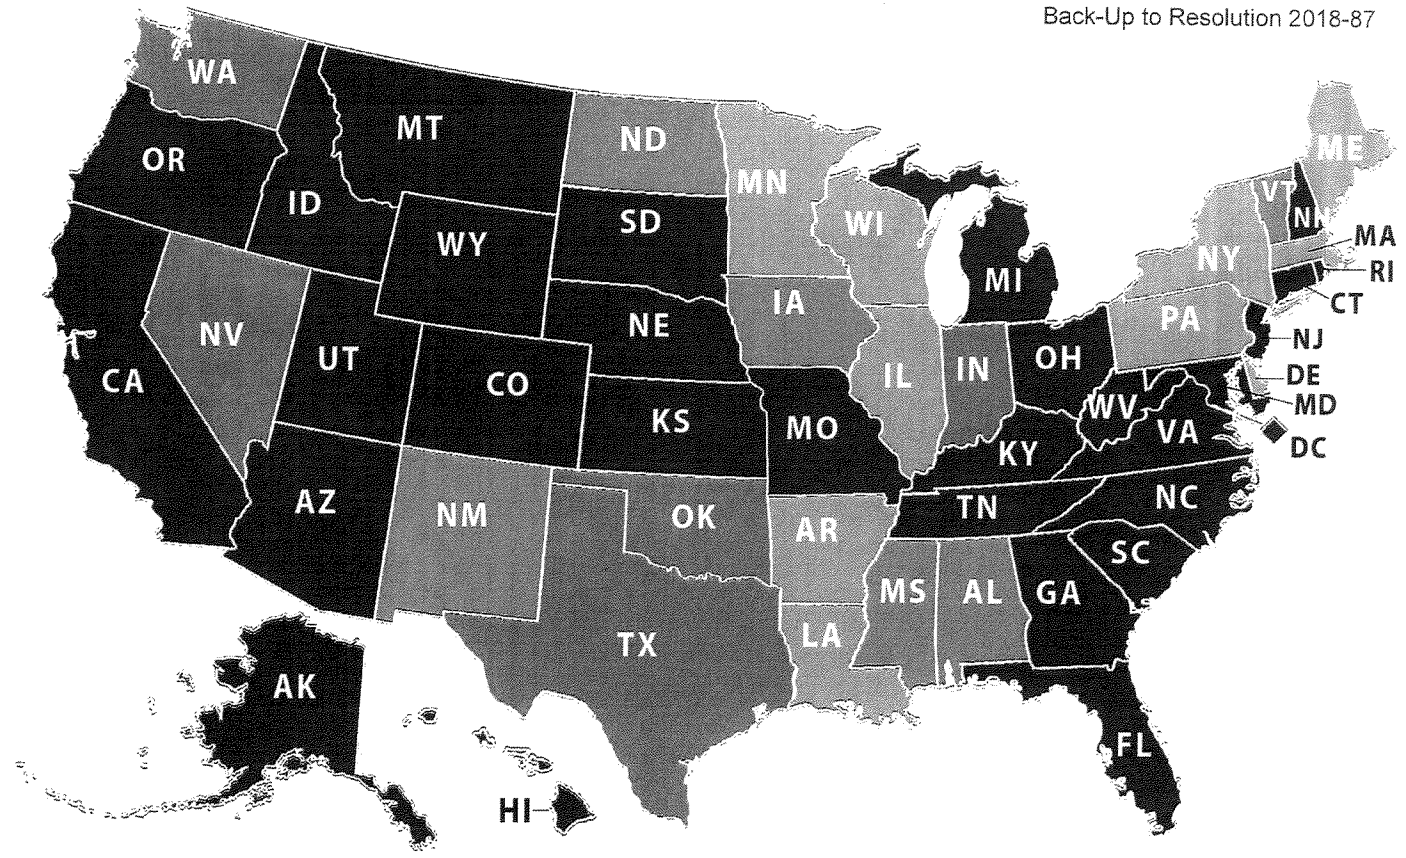 Back-Up to Resolution 2018-87
WA
MT
ND
MN
ME
OR
ID
SD
WI
VT
NH
WY
MI
NY
MA
RI
CT
NV
NE
IA
PA
NJ
UT
CO
IL
IN
OH
DE
CA
KS
MO
WV
MD
VA
DC
KY
AZ
NM
OK
AR
TN
NC
SC
MS
AL
GA
TX
LA
AK
FL
HI